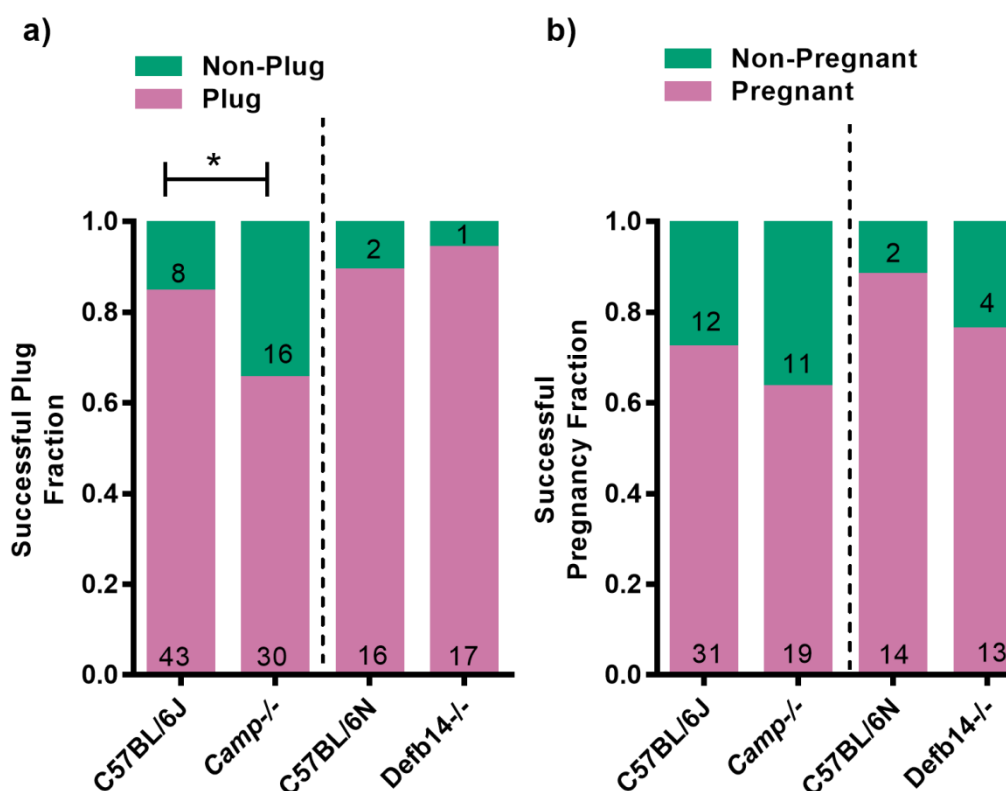 a)
Non-Plug
Plug
*
Successful Plug
Fraction
1.0
0.8
0.6
0.4
0.2
0.0
8
16
2
1
43
30
16
17
C57BL/6J
Camp-/-
C57BL/6N
Defb14-/-
b)
Non-Pregnant
Pregnant
Successful
Pregnancy Fraction
1.0
0.8
0.6
0.4
0.2
0.0
12
11
2
4
31
19
14
13
C57BL/6J
Camp-/-
C57BL/6N
Defb14-/-